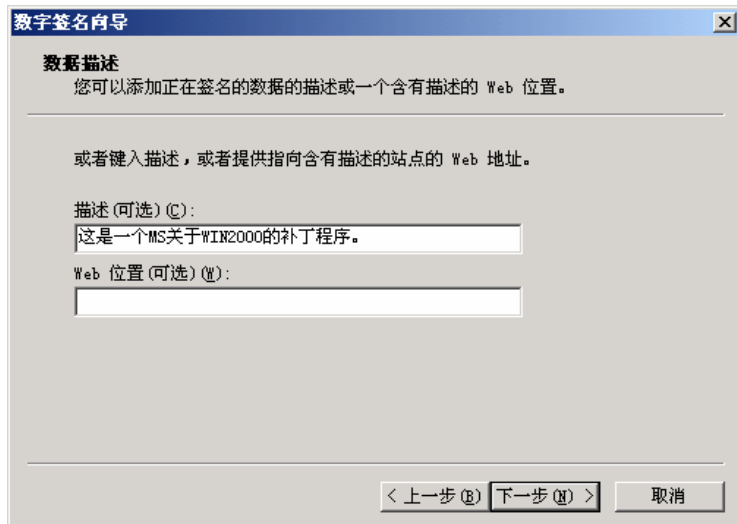 数字签名向导
数据描述
您可以添加正在签名的数据的描述或一个含有描述的 Web 位置。
或者键入描述，或者提供指向含有描述的站点的 Web 地址。
描述(可选)(C):
这是一个MS关于WIN2000的补丁程序。
Web 位置(可选)(W):
< 上一步(B) 下一步(N) > 取消